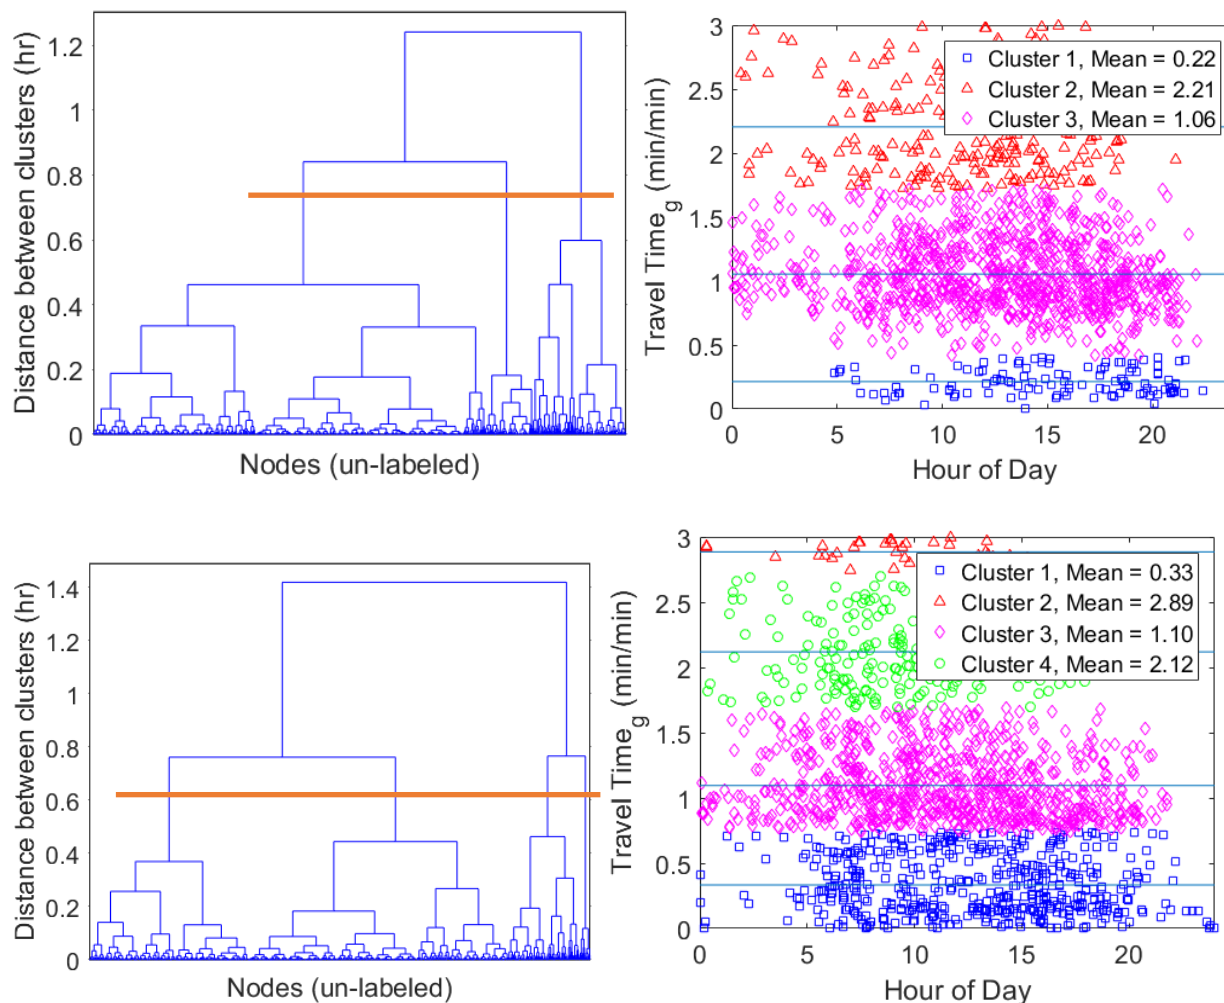 Distance between clusters (hr)
1.2
1
0.8
0.6
0.4
0.2
0
Nodes (un-labeled)
Travel Time_g (min/min)
3
2.5
2
1.5
1
0.5
0
0 5 10 15 20
Hour of Day
Cluster 1, Mean = 0.22
Cluster 2, Mean = 2.21
Cluster 3, Mean = 1.06
Distance between clusters (hr)
1.4
1.2
1
0.8
0.6
0.4
0.2
0
Nodes (un-labeled)
Travel Time_g (min/min)
3
2.5
2
1.5
1
0.5
0
0 5 10 15 20
Hour of Day
Cluster 1, Mean = 0.33
Cluster 2, Mean = 2.89
Cluster 3, Mean = 1.10
Cluster 4, Mean = 2.12